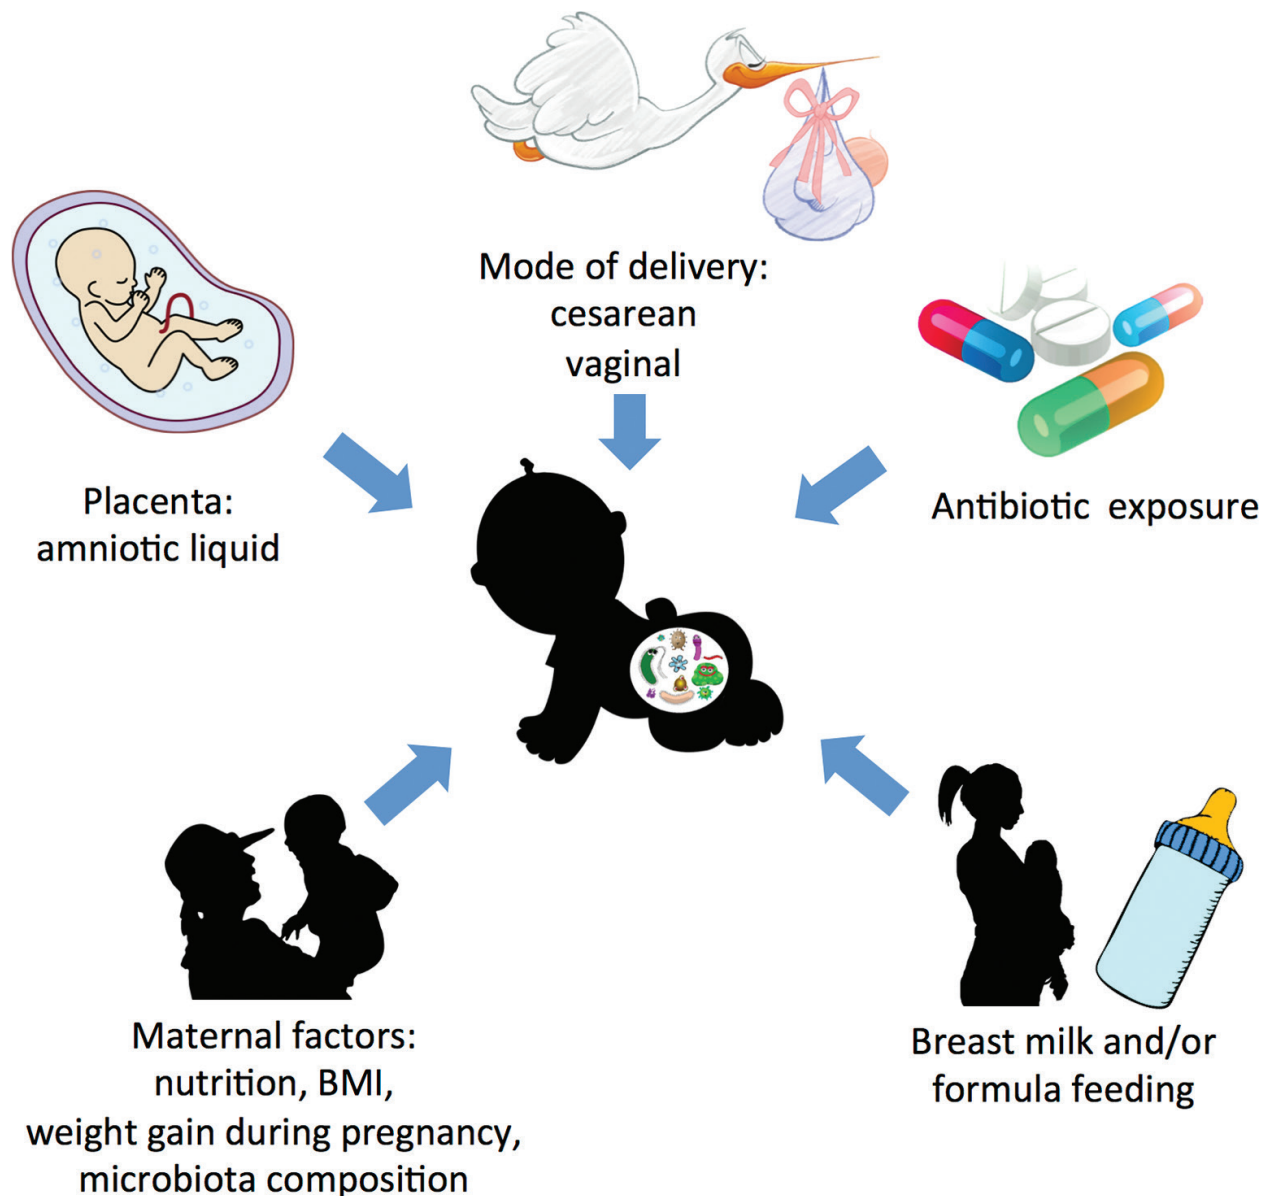 Mode of delivery:
cesarean
vaginal
Placenta:
amniotic liquid
Antibiotic exposure
Maternal factors:
nutrition, BMI,
weight gain during pregnancy,
microbiota composition
Breast milk and/or
formula feeding